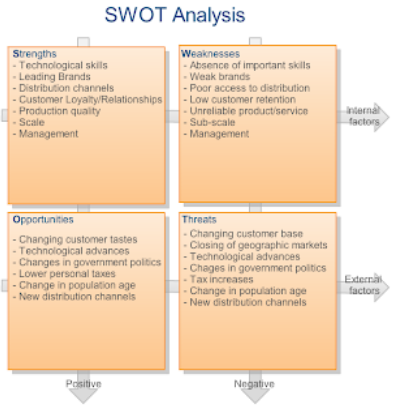 SWOT Analysis
Strengths
- Technological skills
- Leading Brands
- Distribution channels
- Customer Loyalty/Relationships
- Production quality
- Scale
- Management
Weaknesses
- Absence of important skills
- Weak brands
- Poor access to distribution
- Low customer retention
- Unreliable product/service
- Sub-scale
- Management
Internal
factors
Opportunities
- Changing customer tastes
- Technological advances
- Changes in government politics
- Lower personal taxes
- Change in population age
- New distribution channels
Threats
- Changing customer base
- Closing of geographic markets
- Technological advances
- Chages in government politics
- Tax increases
- Change in population age
- New distribution channels
External
factors
Positive
Negative